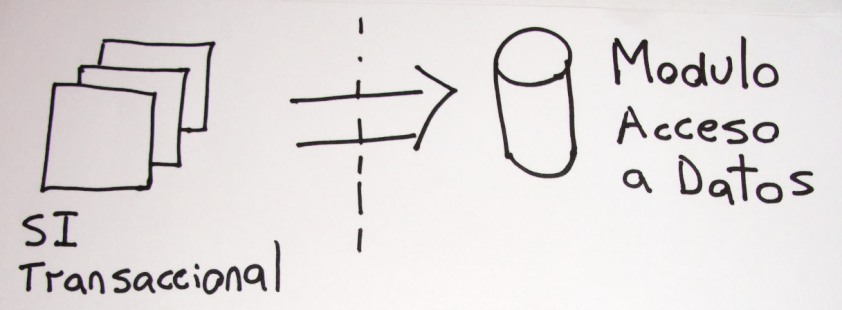 SI
Transaccional
Modulo
Acceso
a Datos